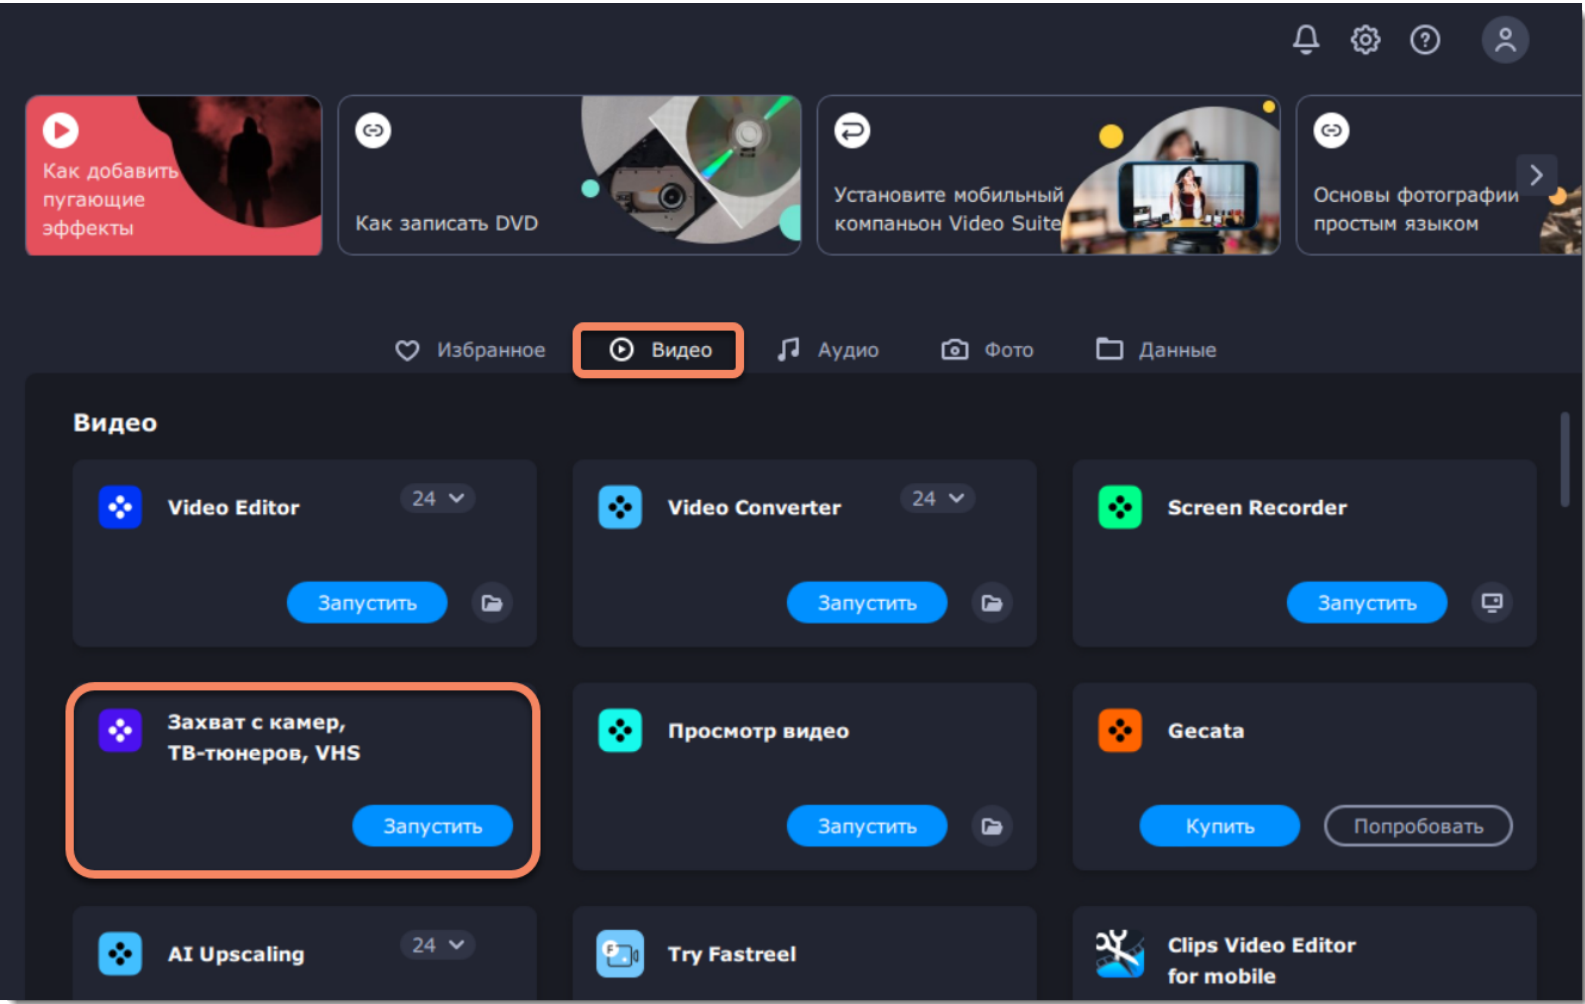 Как добавить
пугающие
эффекты
Как записать DVD
Установите мобильный
компаньон Video Suite
Основы фотографии
простым языком
Избранное
Видео
Аудио
Фото
Данные
Видео
Video Editor
24
Запустить
Video Converter
24
Запустить
Screen Recorder
Запустить
Захват с камер,
ТВ-тюнеров, VHS
Запустить
Просмотр видео
Запустить
Gecata
Купить
Попробовать
AI Upscaling
24
F
Try Fastreel
Clips Video Editor
for mobile